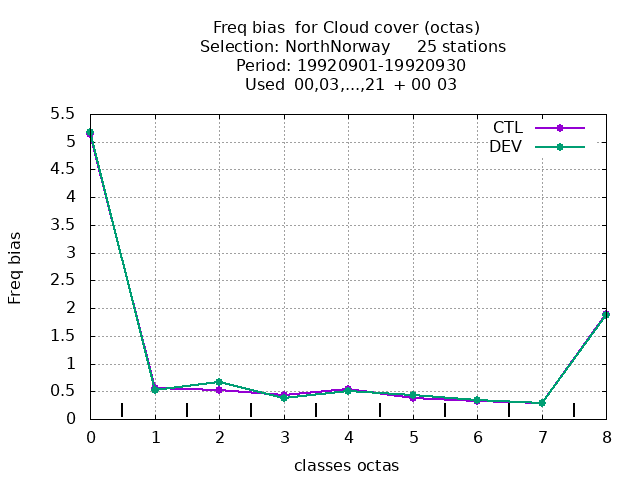 Freq bias  for Cloud cover (octas)
Selection: NorthNorway     25 stations
Period: 19920901-19920930
Used  00,03,...,21  + 00 03
CTL
DEV
5.5
5
4.5
4
3.5
3
2.5
2
1.5
1
0.5
0
Freq bias
0 1 2 3 4 5 6 7 8
classes octas